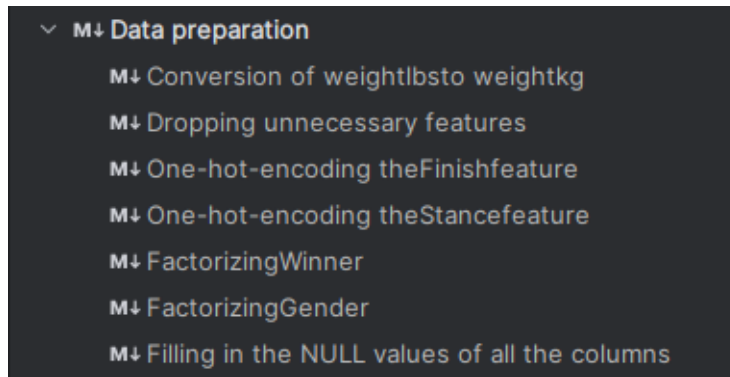 M↓ Data preparation
M↓ Conversion of weightlbsto weightkg
M↓ Dropping unnecessary features
M↓ One-hot-encoding theFinishfeature
M↓ One-hot-encoding theStancefeature
M↓ FactorizingWinner
M↓ FactorizingGender
M↓ Filling in the NULL values of all the columns